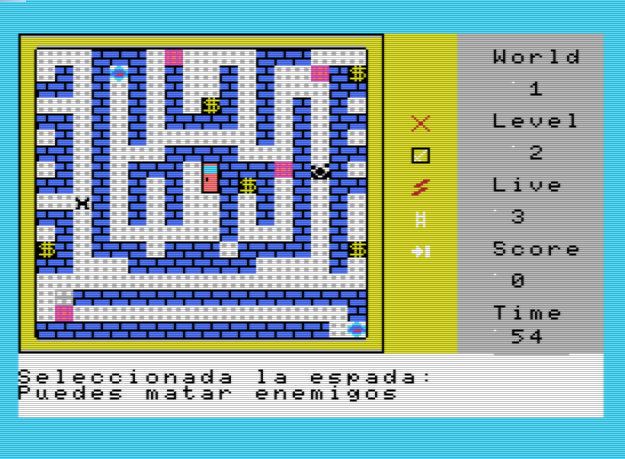 World
1
Level
2
Live
3
Score
0
Time
54
Seleccionada la espada:
Puedes matar enemigos